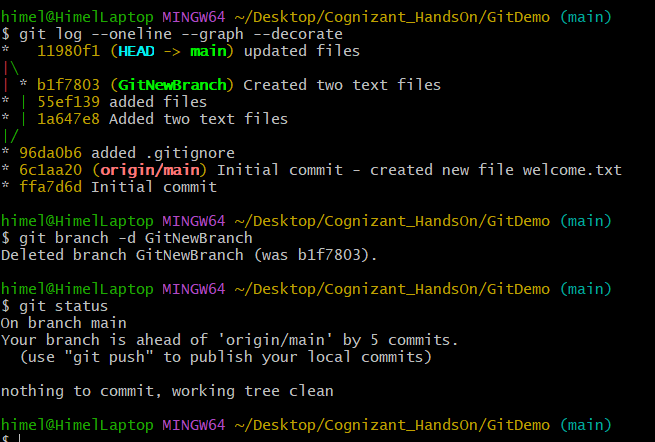 himel@HimelLaptop MINGW64 ~/Desktop/Cognizant_HandsOn/GitDemo (main)
$ git log --oneline --graph --decorate
*   11980f1 (HEAD -> main) updated files
|\
| * b1f7803 (GitNewBranch) Created two text files
* | 55ef139 added files
* | 1a647e8 Added two text files
|/
* 96da0b6 added .gitignore
* 6c1aa20 (origin/main) Initial commit - created new file welcome.txt
* ffa7d6d Initial commit
himel@HimelLaptop MINGW64 ~/Desktop/Cognizant_HandsOn/GitDemo (main)
$ git branch -d GitNewBranch
Deleted branch GitNewBranch (was b1f7803).
himel@HimelLaptop MINGW64 ~/Desktop/Cognizant_HandsOn/GitDemo (main)
$ git status
On branch main
Your branch is ahead of 'origin/main' by 5 commits.
  (use "git push" to publish your local commits)
nothing to commit, working tree clean
himel@HimelLaptop MINGW64 ~/Desktop/Cognizant_HandsOn/GitDemo (main)
$